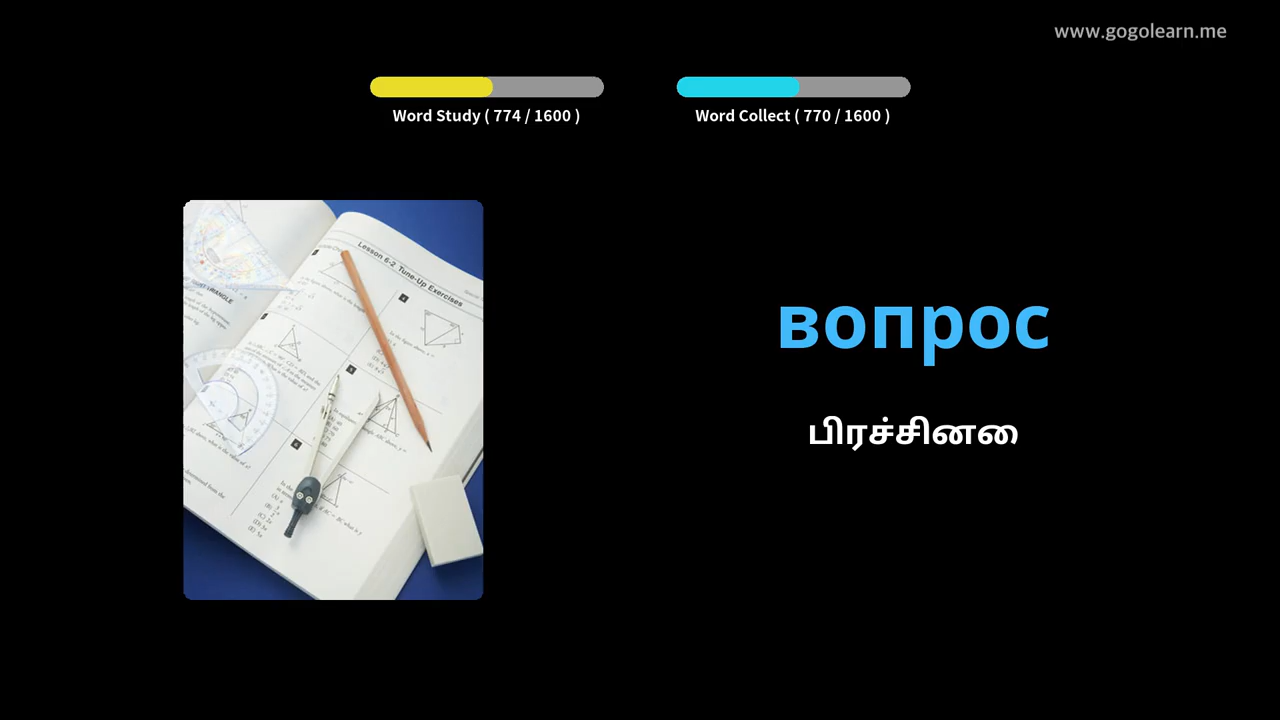 www.gogolearn.me
Word Study ( 774 / 1600 )
Word Collect ( 770 / 1600 )
Lesson 6-2 Tune-Up Exercises
вопрос
பிரச்சினை